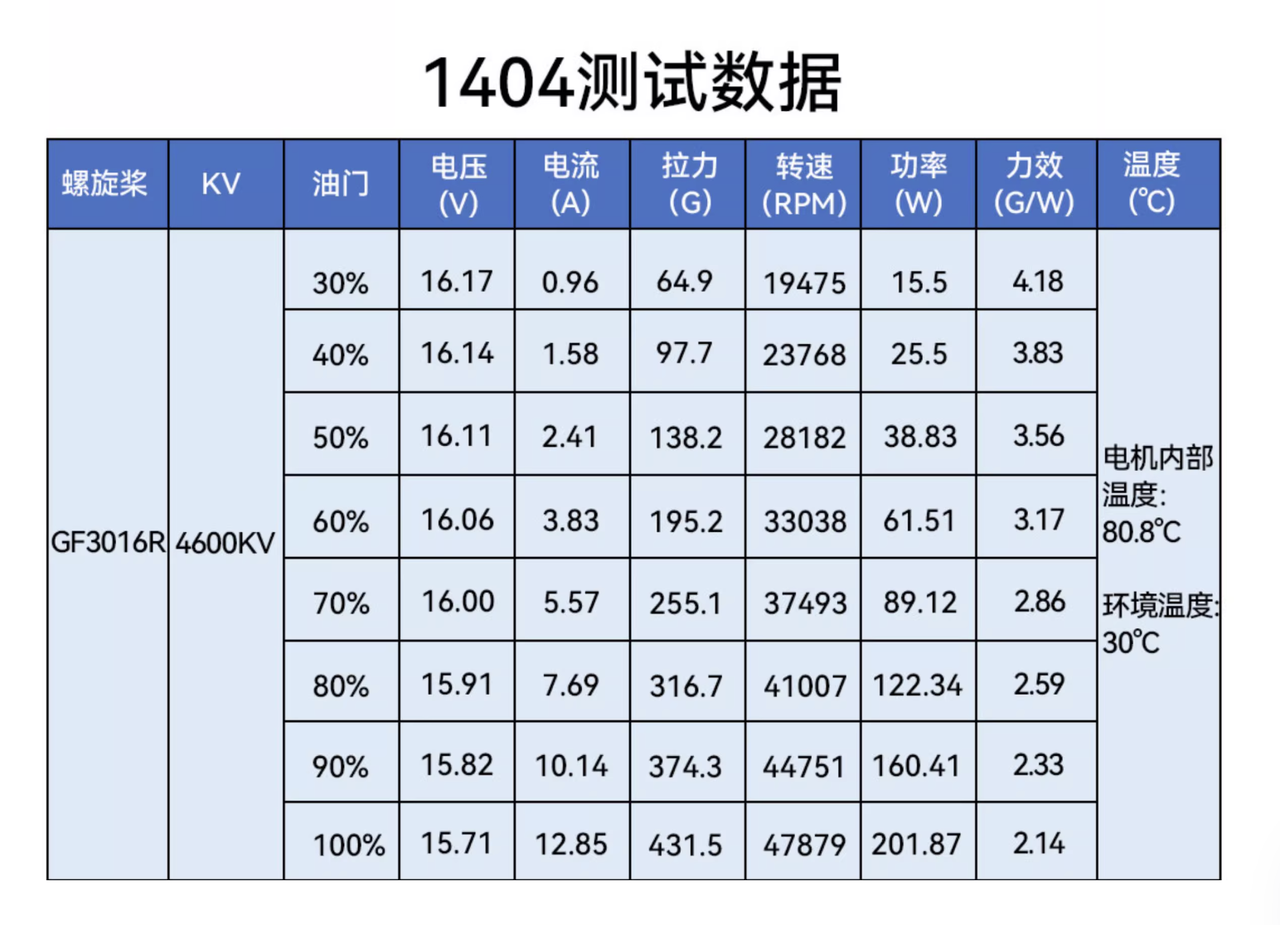 1404测试数据
螺旋桨 KV 油门 电压 (V) 电流 (A) 拉力 (G) 转速 (RPM) 功率 (W) 力效 (G/W) 温度 (℃)
30% 16.17 0.96 64.9 19475 15.5 4.18
40% 16.14 1.58 97.7 23768 25.5 3.83
50% 16.11 2.41 138.2 28182 38.83 3.56
GF3016R 4600KV
60% 16.06 3.83 195.2 33038 61.51 3.17
70% 16.00 5.57 255.1 37493 89.12 2.86
80% 15.91 7.69 316.7 41007 122.34 2.59
90% 15.82 10.14 374.3 44751 160.41 2.33
100% 15.71 12.85 431.5 47879 201.87 2.14
电机内部
温度:
80.8℃
环境温度:
30℃